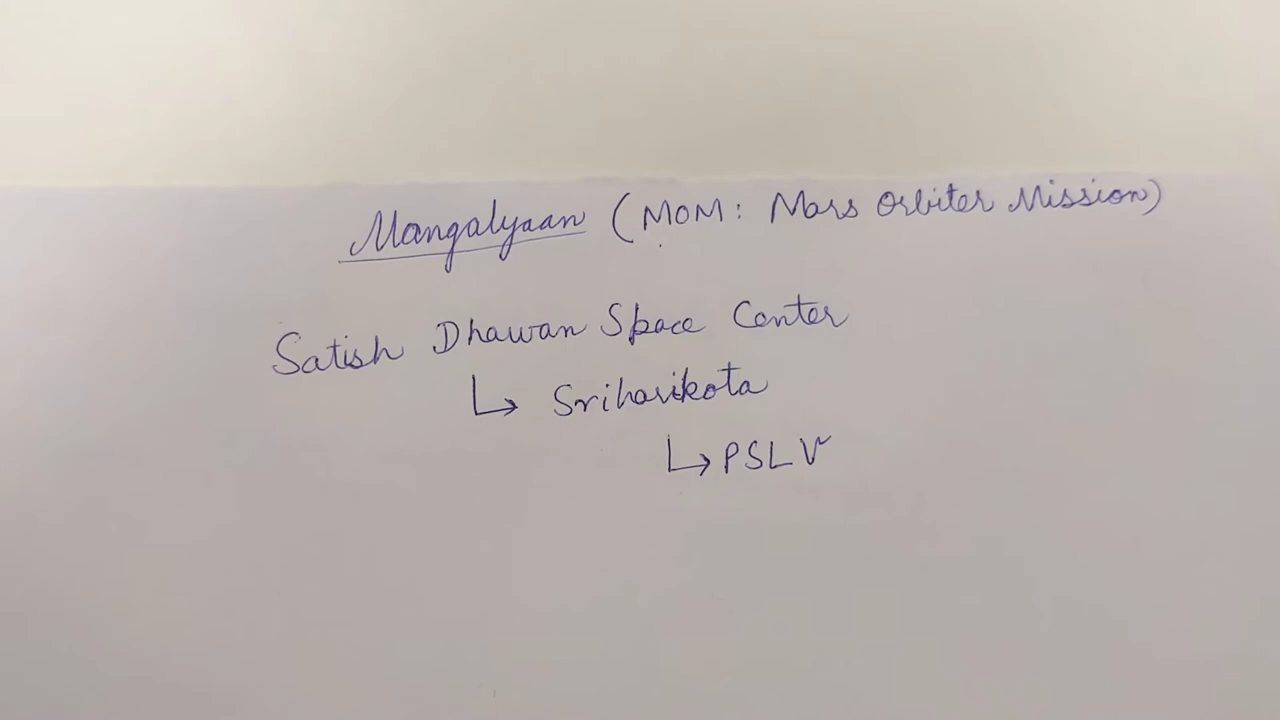 Mangalyaan (MOM: Mars Orbiter Mission)
Satish Dhawan Space Center
↳ Sriharikota
↳ PSLV